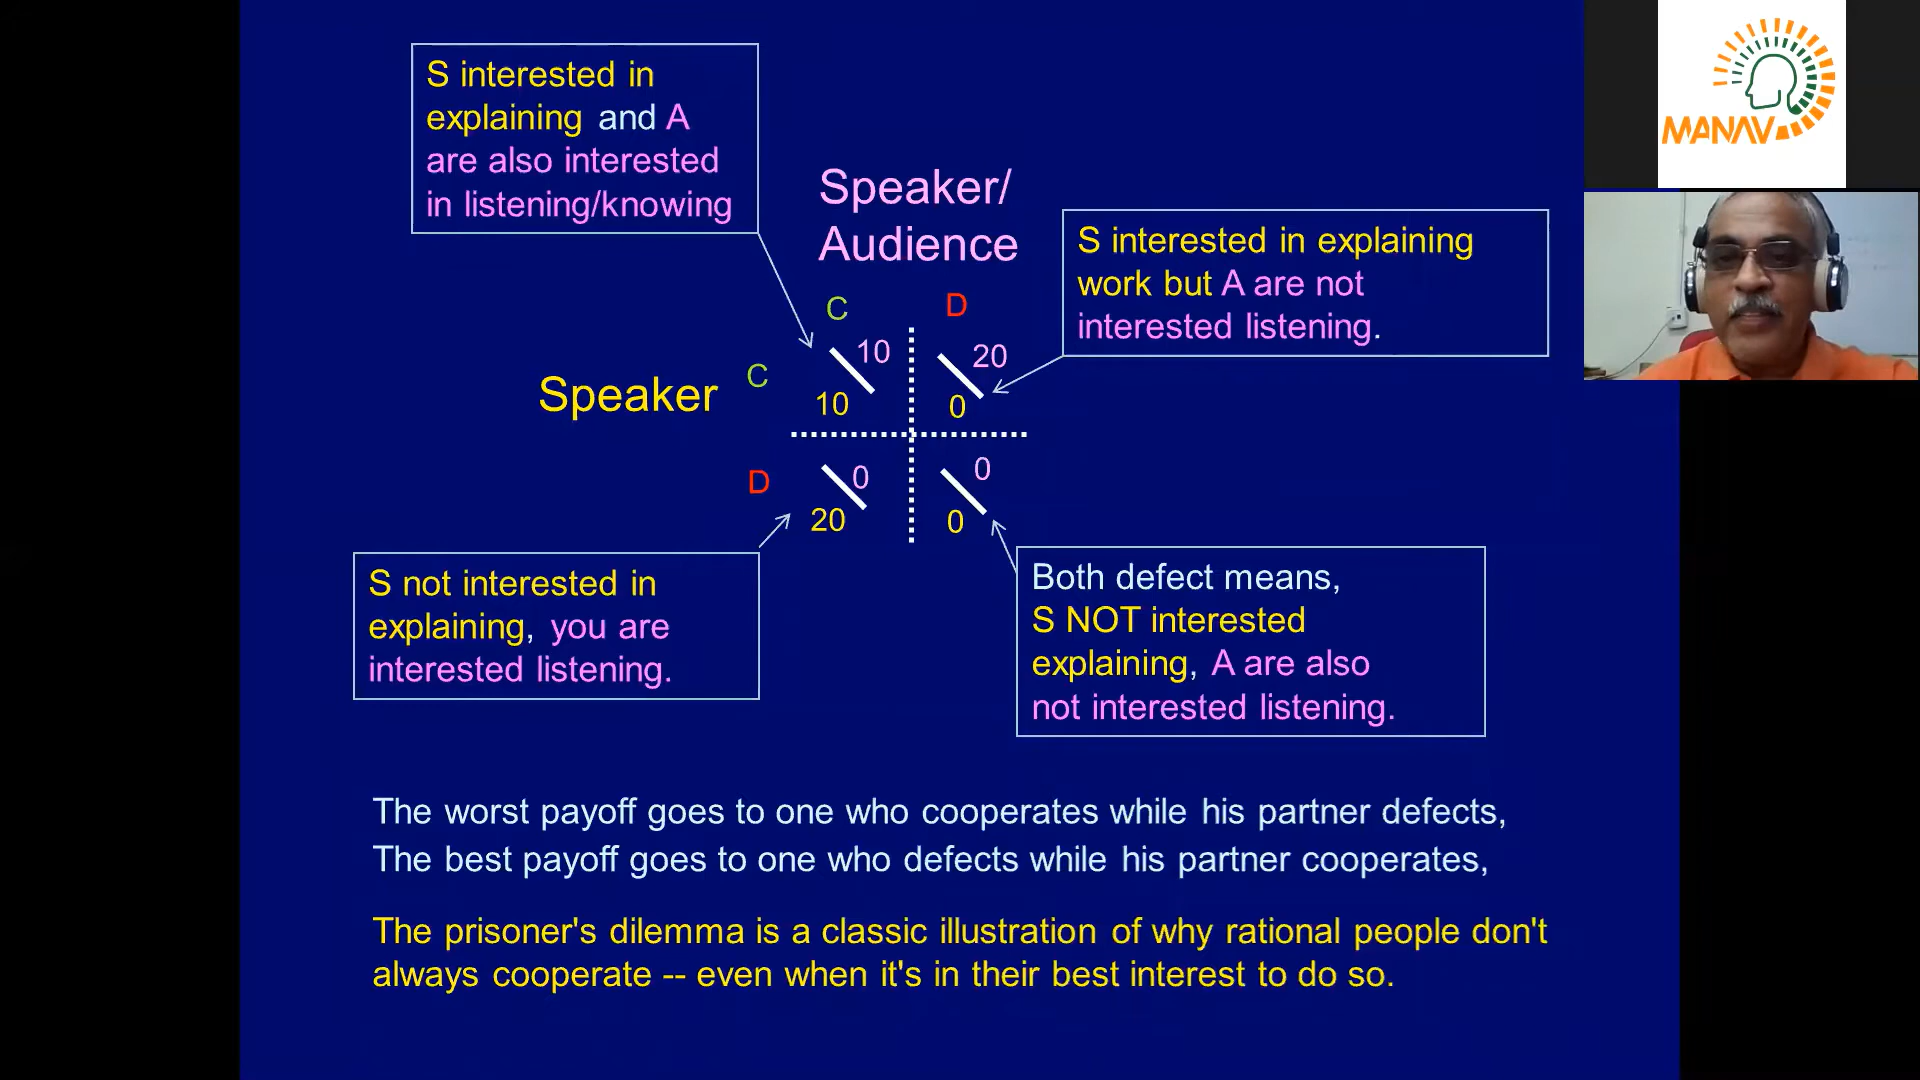 S interested in
explaining and A
are also interested
in listening/knowing
MANAV
Speaker/
Audience
S interested in explaining
work but A are not
interested listening.
C D
10 20
Speaker C
10 0
D 0 0
20 0
S not interested in
explaining, you are
interested listening.
Both defect means,
S NOT interested
explaining, A are also
not interested listening.
The worst payoff goes to one who cooperates while his partner defects,
The best payoff goes to one who defects while his partner cooperates,
The prisoner's dilemma is a classic illustration of why rational people don't
always cooperate -- even when it's in their best interest to do so.